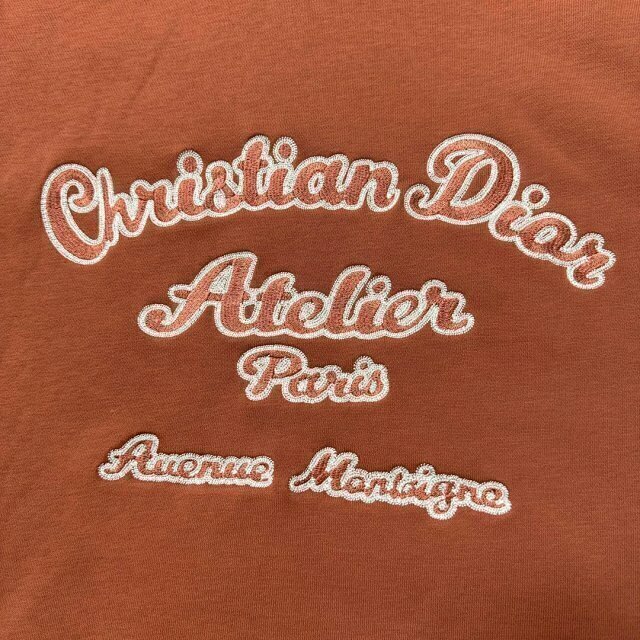 Christian Dior
Atelier
Paris
Avenue Montaigne